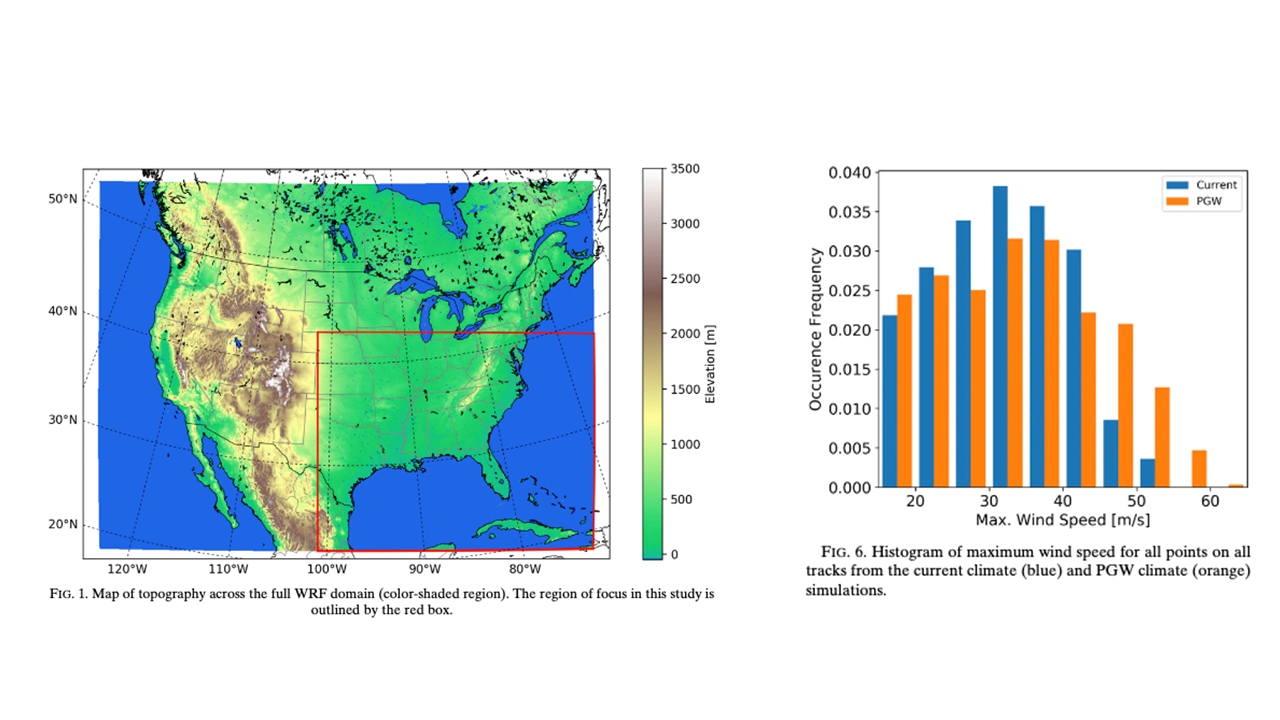 50°N
40°N
30°N
20°N
120°W
110°W
100°W
90°W
80°W
3500
3000
2500
2000
1500
1000
500
0
Elevation [m]
FIG. 1. Map of topography across the full WRF domain (color-shaded region). The region of focus in this study is
outlined by the red box.
0.040
0.035
0.030
0.025
0.020
0.015
0.010
0.005
0.000
Occurence Frequency
Current
PGW
20
30
40
50
60
Max. Wind Speed [m/s]
FIG. 6. Histogram of maximum wind speed for all points on all
tracks from the current climate (blue) and PGW climate (orange)
simulations.